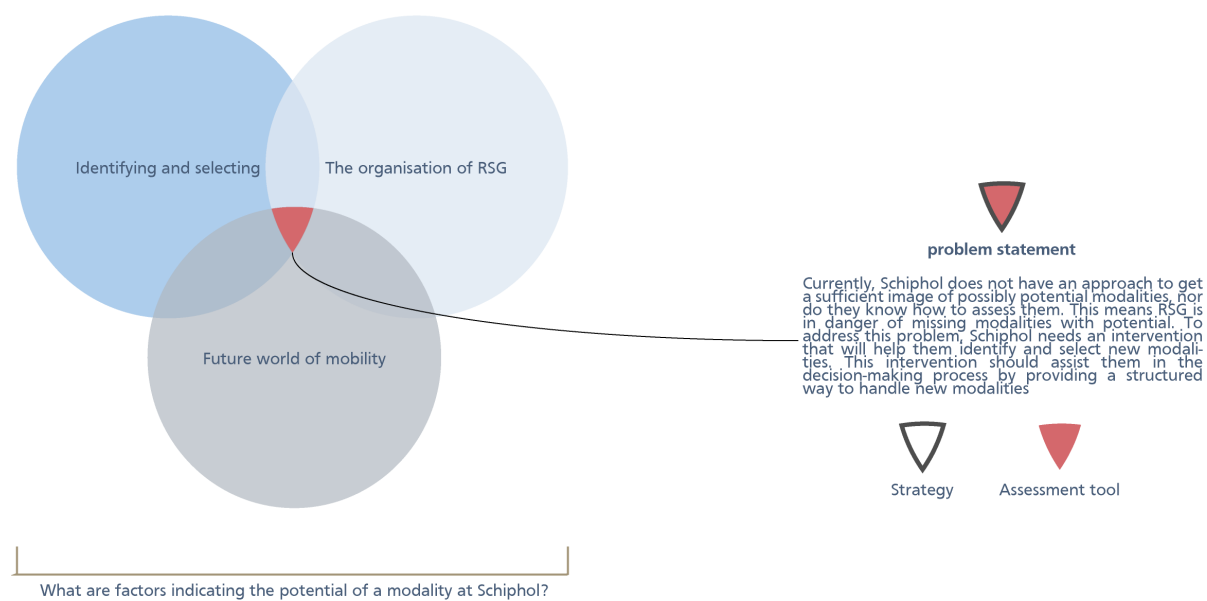 Identifying and selecting
The organisation of RSG
Future world of mobility
What are factors indicating the potential of a modality at Schiphol?
problem statement
Currently, Schiphol does not have an approach to get
a sufficient image of possibly potential modalities, nor
do they know how to assess them. This means RSG is
in danger of missing modalities with potential. To
address this problem, Schiphol needs an intervention
that will help them identify and select new modali-
ties. This intervention should assist them in the
decision-making process by providing a structured
way to handle new modalities
Strategy
Assessment tool